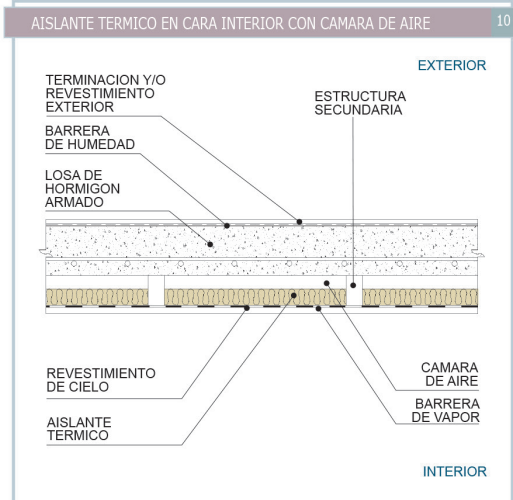 AISLANTE TERMICO EN CARA INTERIOR CON CAMARA DE AIRE
10
EXTERIOR
TERMINACION Y/O
REVESTIMIENTO
EXTERIOR
ESTRUCTURA
SECUNDARIA
BARRERA
DE HUMEDAD
LOSA DE
HORMIGON
ARMADO
REVESTIMIENTO
DE CIELO
CAMARA
DE AIRE
AISLANTE
TERMICO
BARRERA
DE VAPOR
INTERIOR